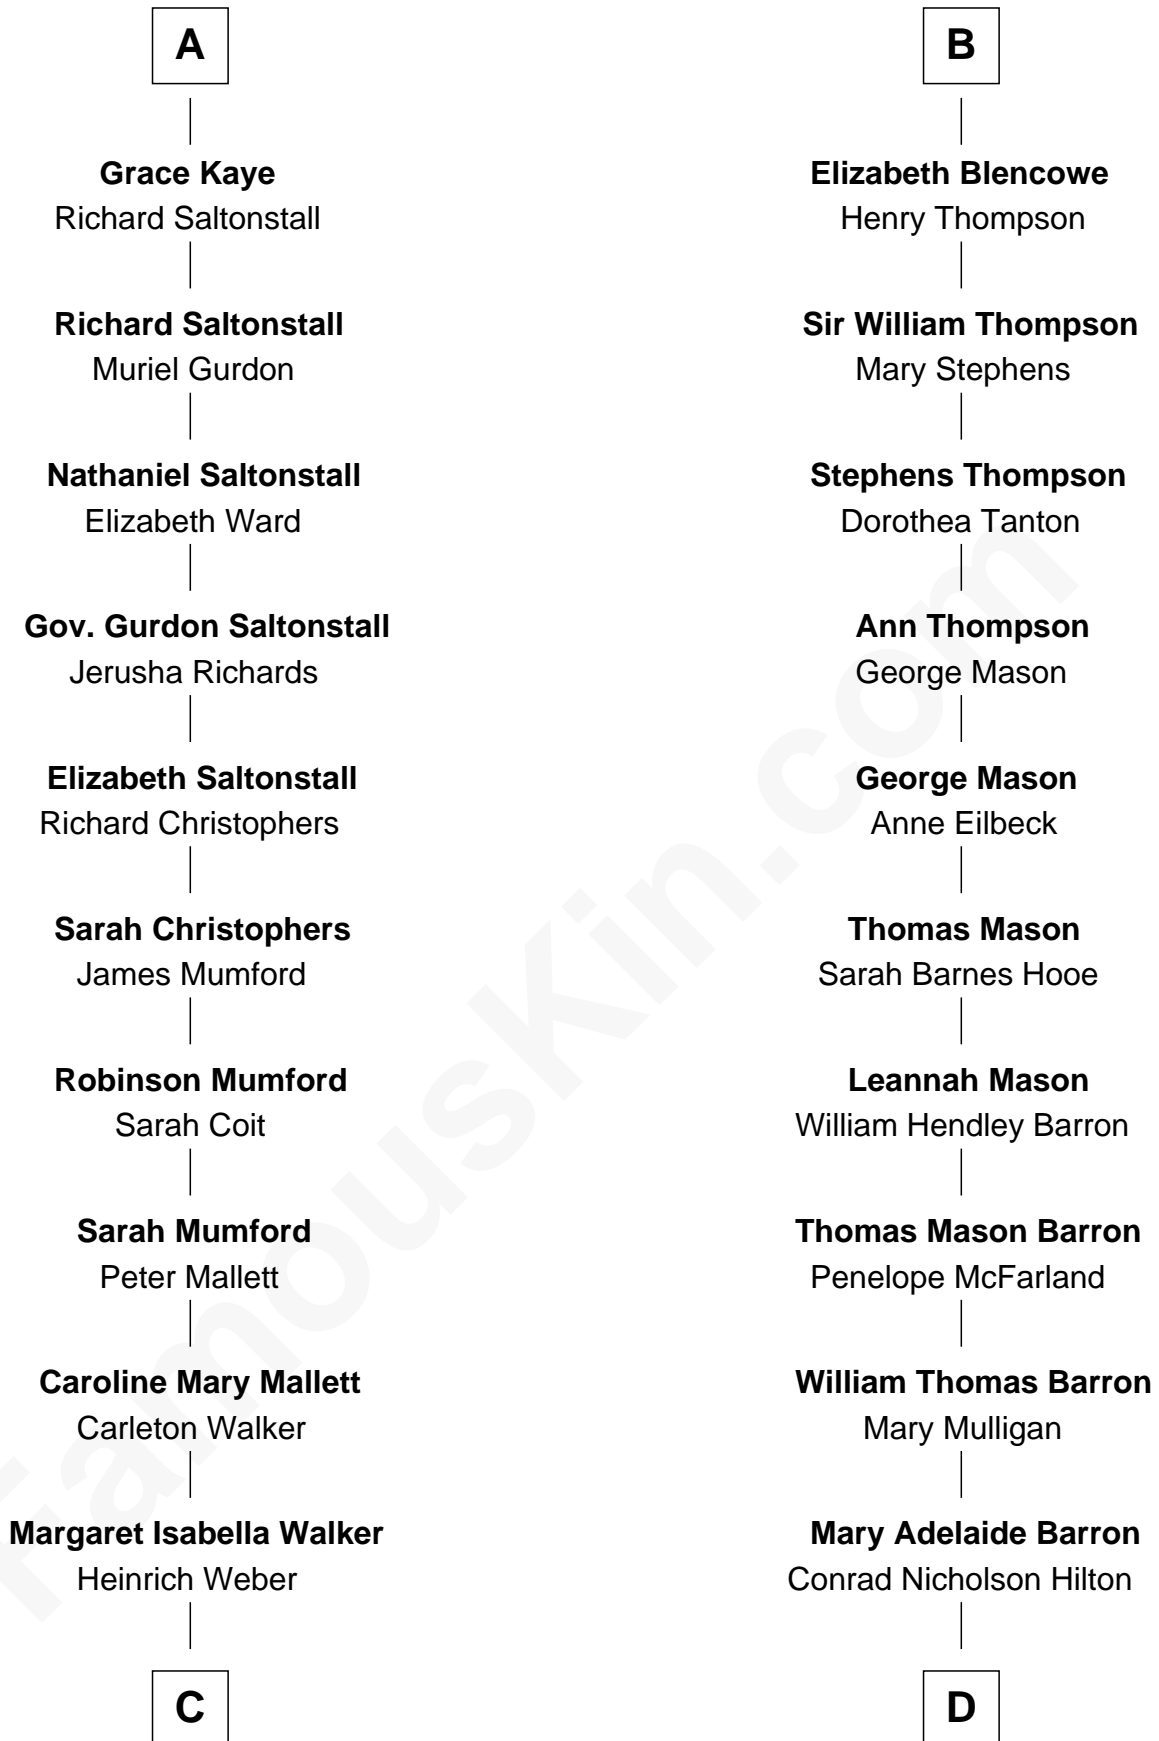 A
Grace Kaye
Richard Saltonstall
Richard Saltonstall
Muriel Gurdon
Nathaniel Saltonstall
Elizabeth Ward
Gov. Gurdon Saltonstall
Jerusha Richards
Elizabeth Saltonstall
Richard Christophers
Sarah Christophers
James Mumford
Robinson Mumford
Sarah Coit
Sarah Mumford
Peter Mallett
Caroline Mary Mallett
Carleton Walker
Margaret Isabella Walker
Heinrich Weber
C
B
Elizabeth Blencowe
Henry Thompson
Sir William Thompson
Mary Stephens
Stephens Thompson
Dorothea Tanton
Ann Thompson
George Mason
George Mason
Anne Eilbeck
Thomas Mason
Sarah Barnes Hooe
Leannah Mason
William Hendley Barron
Thomas Mason Barron
Penelope McFarland
William Thomas Barron
Mary Mulligan
Mary Adelaide Barron
Conrad Nicholson Hilton
D
FamousKin.com